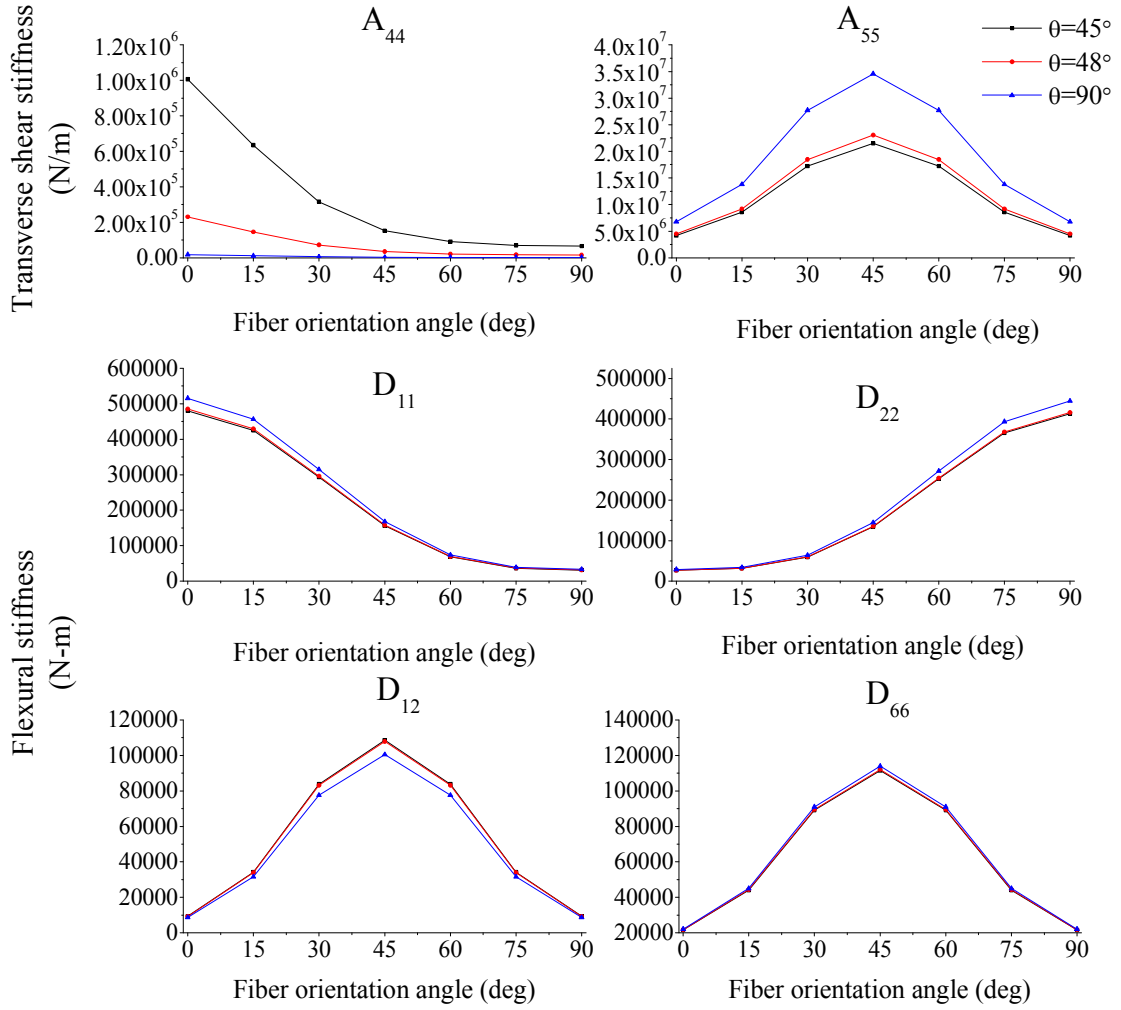 Transverse shear stiffness
(N/m)
A44
1.20x10^6
1.00x10^6
8.00x10^5
6.00x10^5
4.00x10^5
2.00x10^5
0.00
0 15 30 45 60 75 90
Fiber orientation angle (deg)
A55
4.0x10^7
3.5x10^7
3.0x10^7
2.5x10^7
2.0x10^7
1.5x10^7
1.0x10^7
5.0x10^6
0.0
0 15 30 45 60 75 90
Fiber orientation angle (deg)
θ=45°
θ=48°
θ=90°
Flexural stiffness
(N-m)
D11
600000
500000
400000
300000
200000
100000
0
0 15 30 45 60 75 90
Fiber orientation angle (deg)
D22
500000
400000
300000
200000
100000
0
0 15 30 45 60 75 90
Fiber orientation angle (deg)
D12
120000
100000
80000
60000
40000
20000
0
0 15 30 45 60 75 90
Fiber orientation angle (deg)
D66
140000
120000
100000
80000
60000
40000
20000
0 15 30 45 60 75 90
Fiber orientation angle (deg)